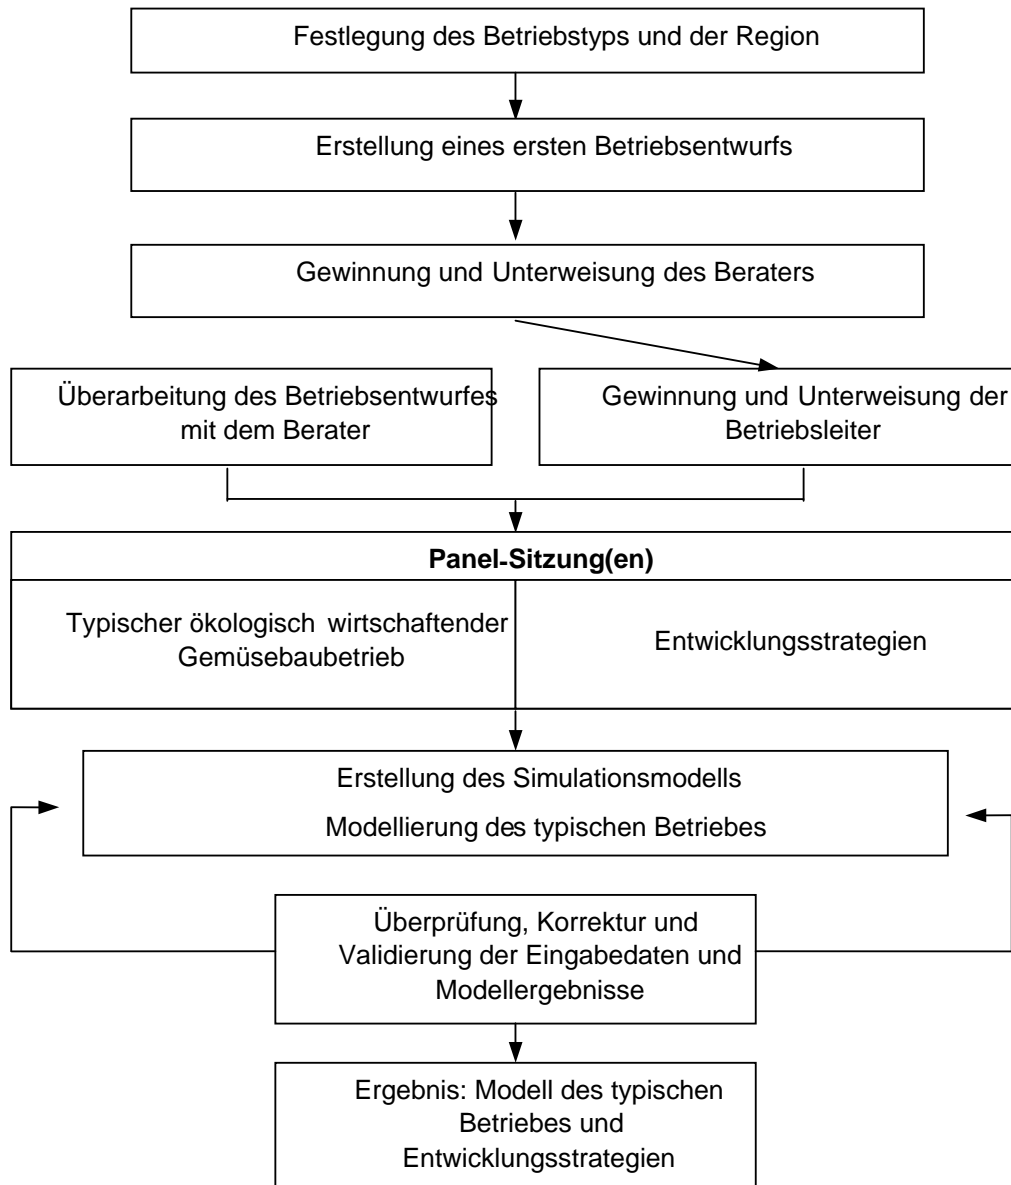 Festlegung des Betriebstyps und der Region
Erstellung eines ersten Betriebsentwurfs
Gewinnung und Unterweisung des Beraters
Überarbeitung des Betriebsentwurfes
mit dem Berater
Gewinnung und Unterweisung der
Betriebsleiter
Panel-Sitzung(en)
Typischer ökologisch wirtschaftender
Gemüsebaubetrieb
Entwicklungsstrategien
Erstellung des Simulationsmodells
Modellierung des typischen Betriebes
Überprüfung, Korrektur und
Validierung der Eingabedaten und
Modellergebnisse
Ergebnis: Modell des typischen
Betriebes und
Entwicklungsstrategien